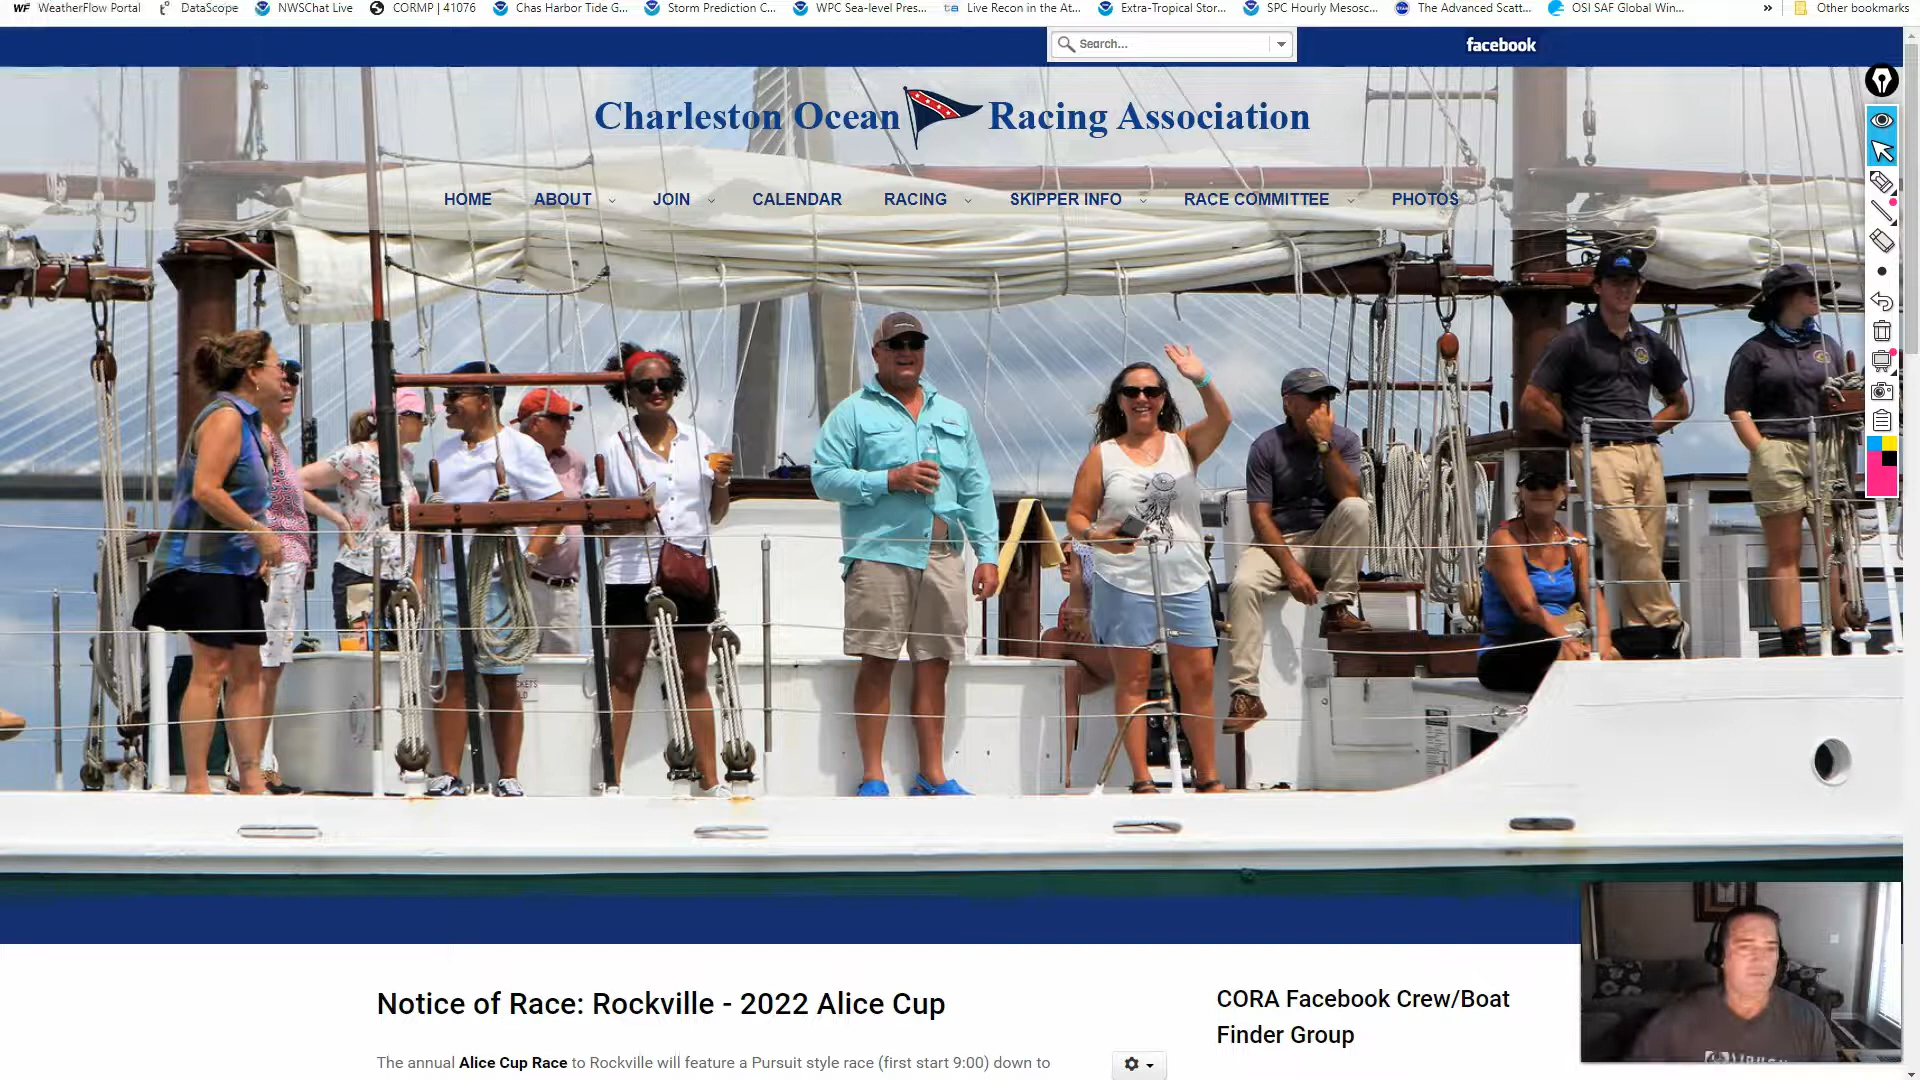 WF WeatherFlow Portal DataScope NWSChat Live CORMP | 41076 Chas Harbor Tide G... Storm Prediction C... WPC Sea-level Pres... Live Recon in the At... Extra-Tropical Stor... SPC Hourly Mesosc... The Advanced Scatt... OSI SAF Global Win... » Other bookmarks
Search... facebook
Charleston Ocean Racing Association
HOME ABOUT JOIN CALENDAR RACING SKIPPER INFO RACE COMMITTEE PHOTOS
Notice of Race: Rockville - 2022 Alice Cup
CORA Facebook Crew/Boat
Finder Group
The annual Alice Cup Race to Rockville will feature a Pursuit style race (first start 9:00) down to